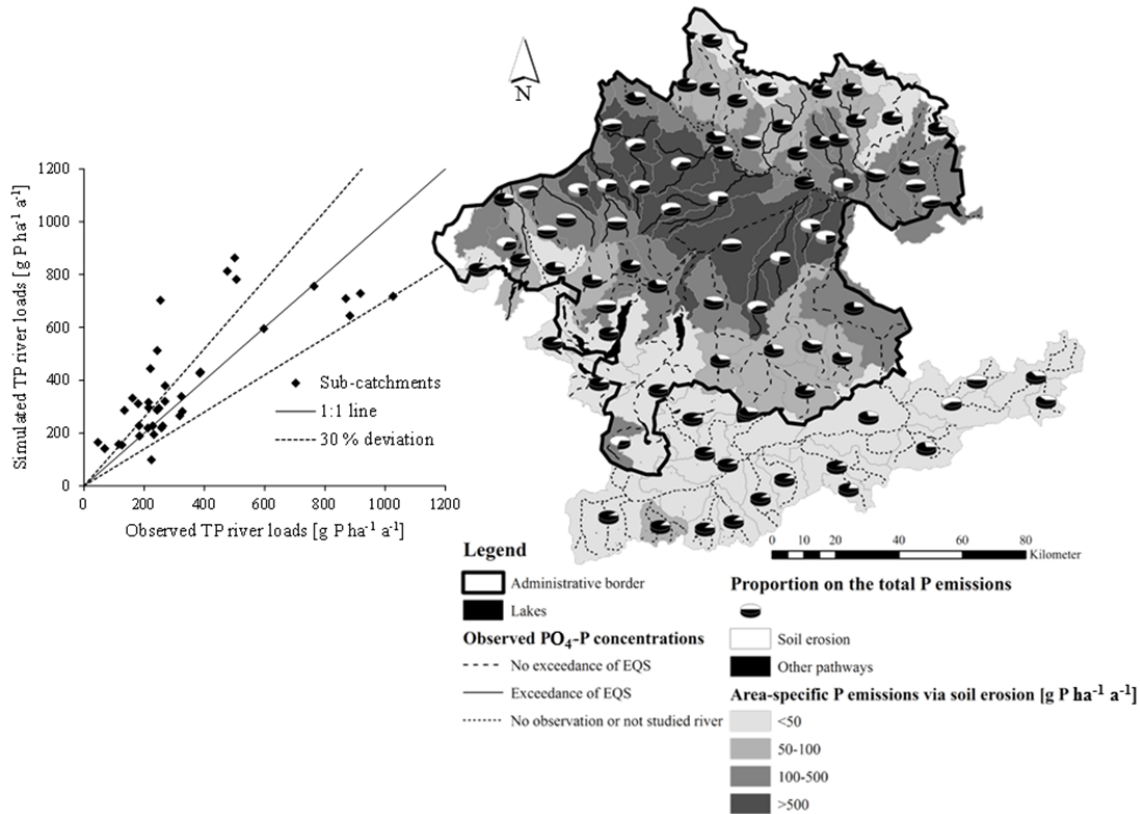 N
1200
1000
800
600
400
200
0
0 200 400 600 800 1000 1200
Simulated TP river loads [g P ha-1 a-1]
Observed TP river loads [g P ha-1 a-1]
Sub-catchments
1:1 line
30 % deviation
0 10 20 40 60 80
Kilometer
Legend
Administrative border
Lakes
Observed PO4-P concentrations
No exceedance of EQS
Exceedance of EQS
No observation or not studied river
Proportion on the total P emissions
Soil erosion
Other pathways
Area-specific P emissions via soil erosion [g P ha-1 a-1]
<50
50-100
100-500
>500